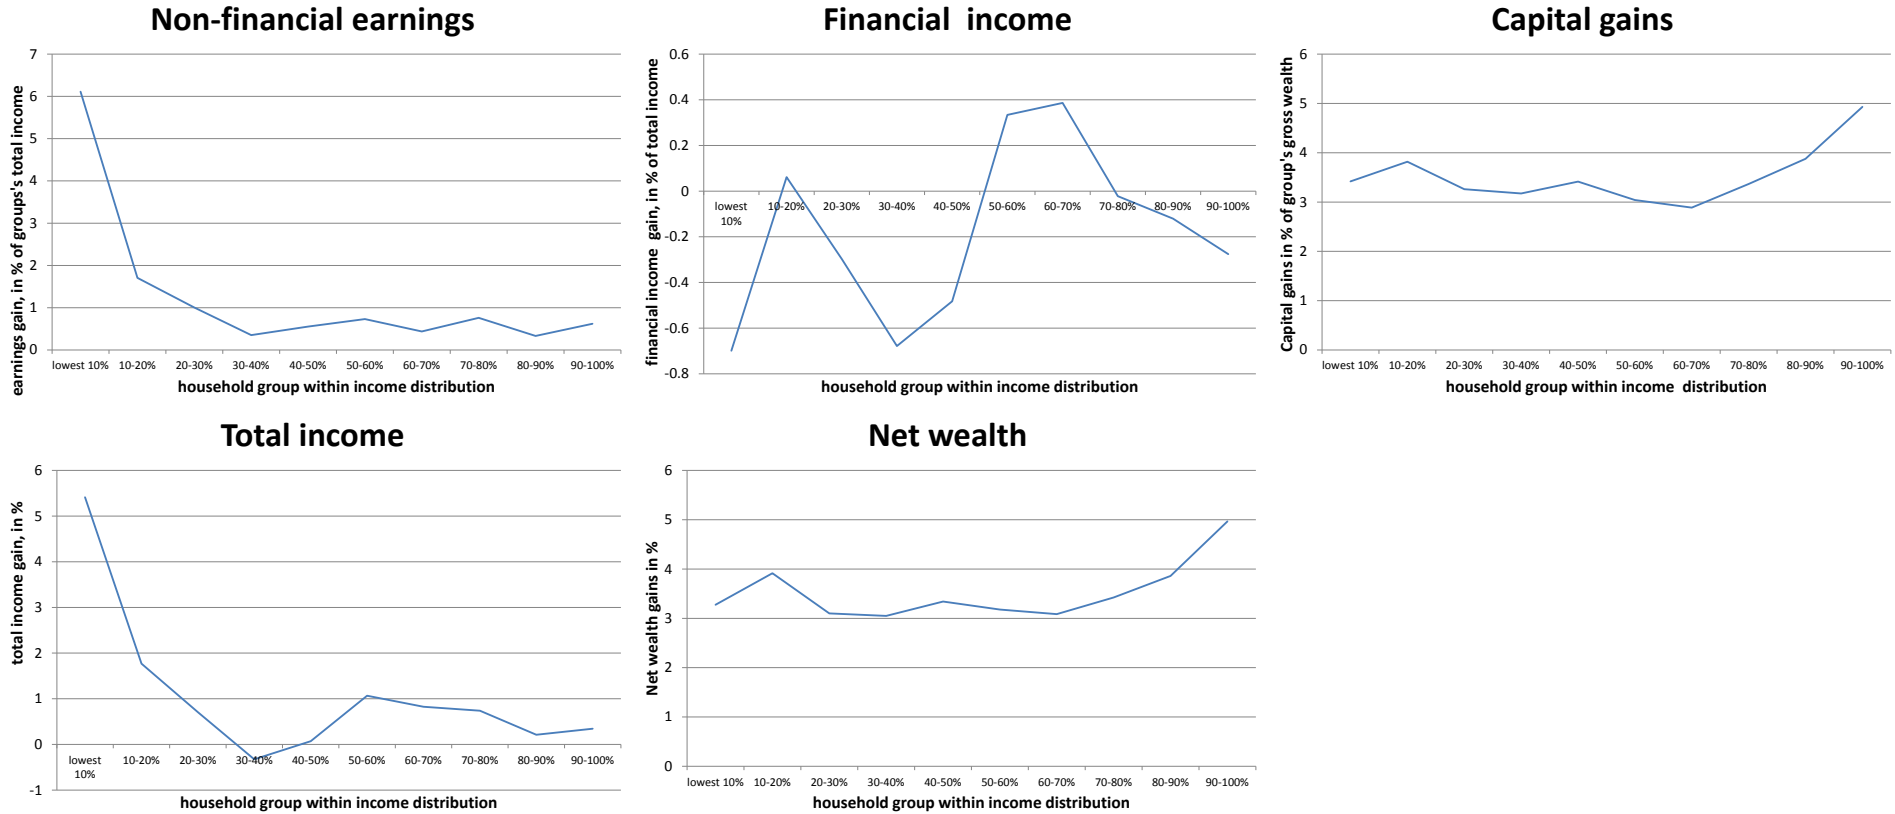 Non-financial earnings
earnings gain, in % of groups's total income
7
6
5
4
3
2
1
0
lowest 10% 10-20% 20-30% 30-40% 40-50% 50-60% 60-70% 70-80% 80-90% 90-100%
household group within income distribution
Financial income
financial income gain, in % of total income
0.6
0.4
0.2
0
-0.2
-0.4
-0.6
-0.8
lowest 10-20% 20-30% 30-40% 40-50% 50-60% 60-70% 70-80% 80-90% 90-100%
10%
household group within income distribution
Capital gains
Capital gains in % of group's gross wealth
6
5
4
3
2
1
0
lowest 10% 10-20% 20-30% 30-40% 40-50% 50-60% 60-70% 70-80% 80-90% 90-100%
household group within income distribution
Total income
total income gain, in %
6
5
4
3
2
1
0
-1
lowest 10-20% 20-30% 30-40% 40-50% 50-60% 60-70% 70-80% 80-90% 90-100%
10%
household group within income distribution
Net wealth
Net wealth gains in %
6
5
4
3
2
1
0
lowest 10% 10-20% 20-30% 30-40% 40-50% 50-60% 60-70% 70-80% 80-90% 90-100%
household group within income distribution